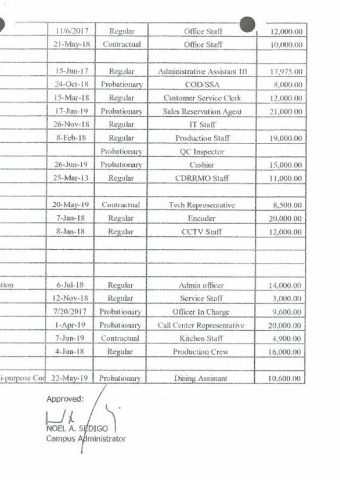 11/6/2017 Regular Office Staff 12,000.00
21-May-18 Contractual Office Staff 10,000.00
15-Jun-17 Regular Administrative Assistant III 17,975.00
24-Oct-18 Probationary COD/SSA 8,000.00
15-Mar-18 Regular Customer Service Clerk 12,000.00
17-Jan-19 Probationary Sales Reservation Agent 21,000.00
26-Nov-18 Regular IT Staff
8-Feb-18 Regular Production Staff 19,000.00
Probationary QC Inspector
26-Jun-19 Probationary Cashier 15,000.00
25-Mar-13 Regular CDRRMO Staff 11,000.00
20-May-19 Contractual Tech Representative 8,500.00
7-Jan-18 Regular Encoder 20,000.00
8-Jan-18 Regular CCTV Staff 12,000.00
tion 6-Jul-18 Regular Admin officer 14,000.00
12-Nov-18 Regular Service Staff 3,000.00
7/20/2017 Probationary Officer In Charge 9,600.00
1-Apr-19 Probationary Call Center Representative 20,000.00
7-Jun-19 Contractual Kitchen Staff 4,900.00
4-Jun-18 Regular Production Crew 16,000.00
i-purpose Coo 22-May-19 Probationary Dining Assistant 10,600.00
Approved:
NOEL A. SEDIGO
Campus Administrator